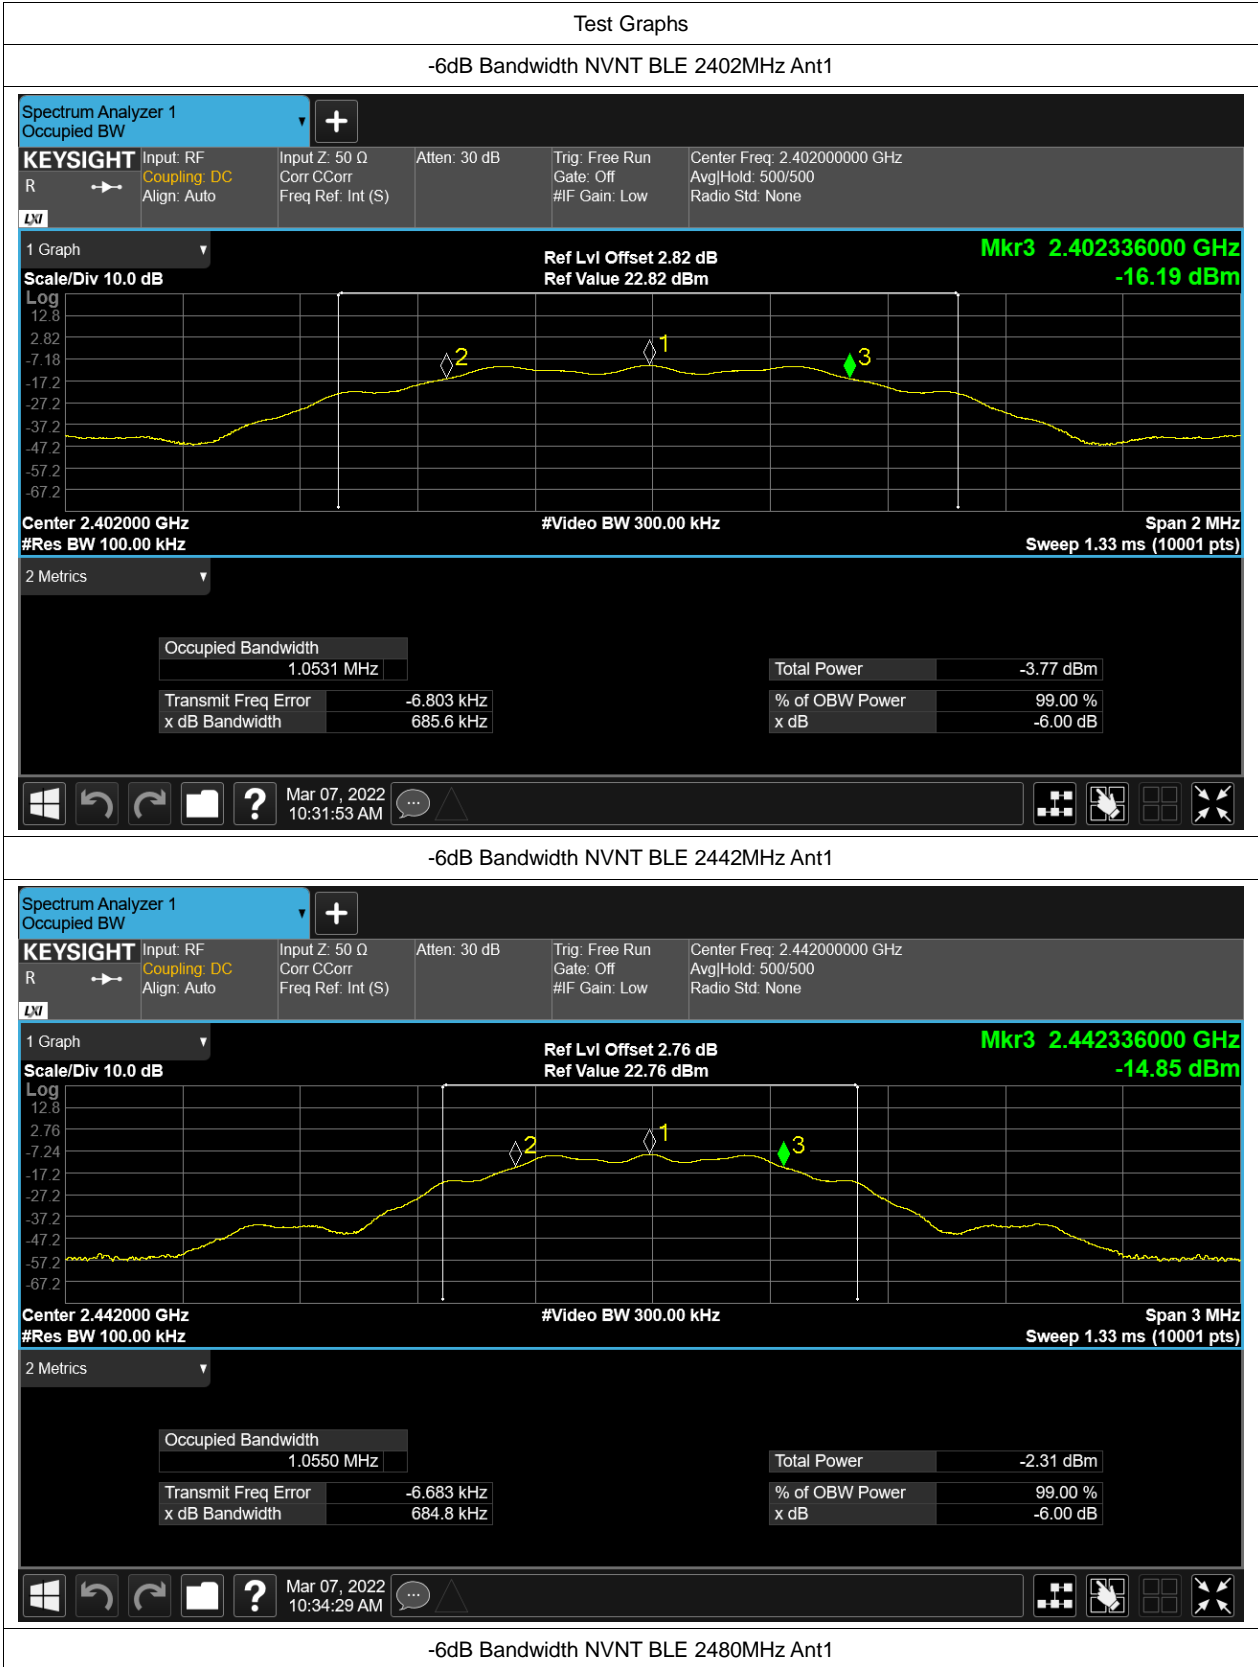 Test Graphs
-6dB Bandwidth NVNT BLE 2402MHz Ant1
Spectrum Analyzer 1
Occupied BW
KEYSIGHT Input: RF Input Z: 50 Ω Atten: 30 dB Trig: Free Run Center Freq: 2.402000000 GHz
R Coupling: DC Corr CCorr Gate: Off Avg|Hold: 500/500
Align: Auto Freq Ref: Int (S) #IF Gain: Low Radio Std: None
LXI
1 Graph
Ref Lvl Offset 2.82 dB Mkr3 2.402336000 GHz
Scale/Div 10.0 dB Ref Value 22.82 dBm -16.19 dBm
Log
12.8
2.82
-7.18
-17.2
-27.2
-37.2
-47.2
-57.2
-67.2
2
1
3
Center 2.402000 GHz #Video BW 300.00 kHz Span 2 MHz
#Res BW 100.00 kHz Sweep 1.33 ms (10001 pts)
2 Metrics
Occupied Bandwidth
1.0531 MHz Total Power -3.77 dBm
Transmit Freq Error -6.803 kHz % of OBW Power 99.00 %
x dB Bandwidth 685.6 kHz x dB -6.00 dB
? Mar 07, 2022
10:31:53 AM
-6dB Bandwidth NVNT BLE 2442MHz Ant1
Spectrum Analyzer 1
Occupied BW
KEYSIGHT Input: RF Input Z: 50 Ω Atten: 30 dB Trig: Free Run Center Freq: 2.442000000 GHz
R Coupling: DC Corr CCorr Gate: Off Avg|Hold: 500/500
Align: Auto Freq Ref: Int (S) #IF Gain: Low Radio Std: None
LXI
1 Graph
Ref Lvl Offset 2.76 dB Mkr3 2.442336000 GHz
Scale/Div 10.0 dB Ref Value 22.76 dBm -14.85 dBm
Log
12.8
2.76
-7.24
-17.2
-27.2
-37.2
-47.2
-57.2
-67.2
2
1
3
Center 2.442000 GHz #Video BW 300.00 kHz Span 3 MHz
#Res BW 100.00 kHz Sweep 1.33 ms (10001 pts)
2 Metrics
Occupied Bandwidth
1.0550 MHz Total Power -2.31 dBm
Transmit Freq Error -6.683 kHz % of OBW Power 99.00 %
x dB Bandwidth 684.8 kHz x dB -6.00 dB
? Mar 07, 2022
10:34:29 AM
-6dB Bandwidth NVNT BLE 2480MHz Ant1